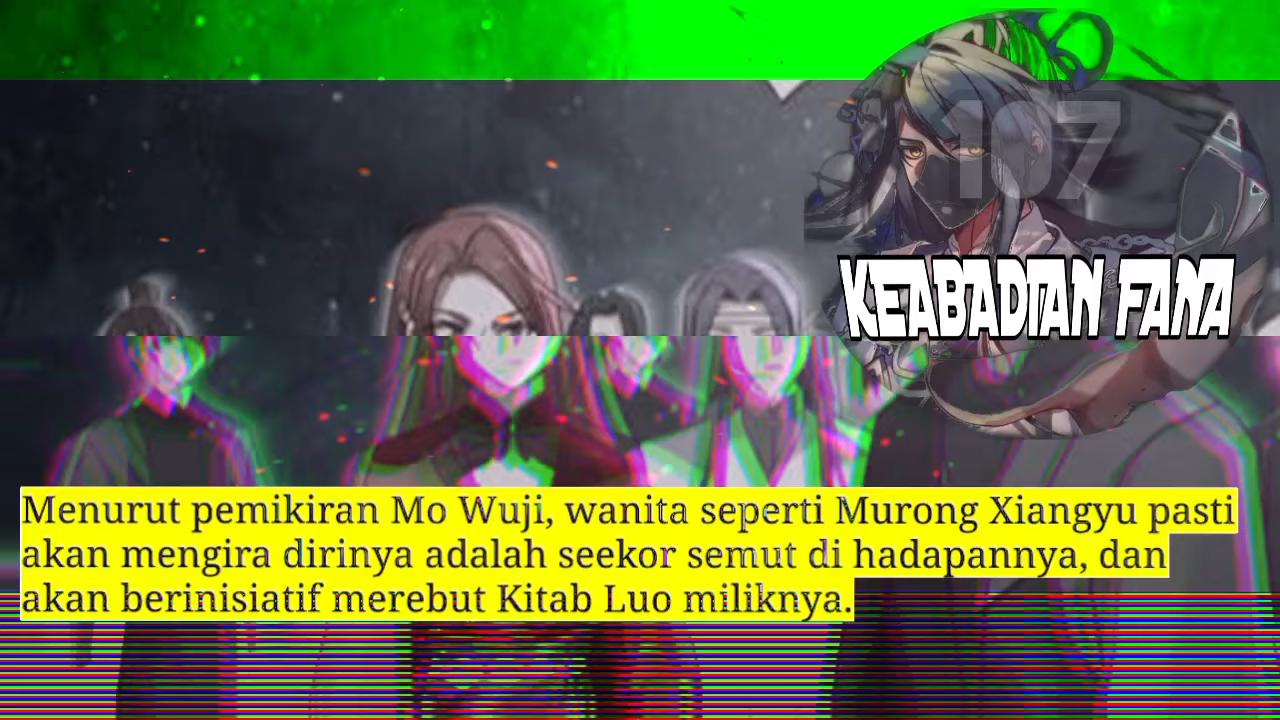 107
KEABADIAN FANA
Menurut pemikiran Mo Wuji, wanita seperti Murong Xiangyu pasti
akan mengira dirinya adalah seekor semut di hadapannya, dan
akan berinisiatif merebut Kitab Luo miliknya.